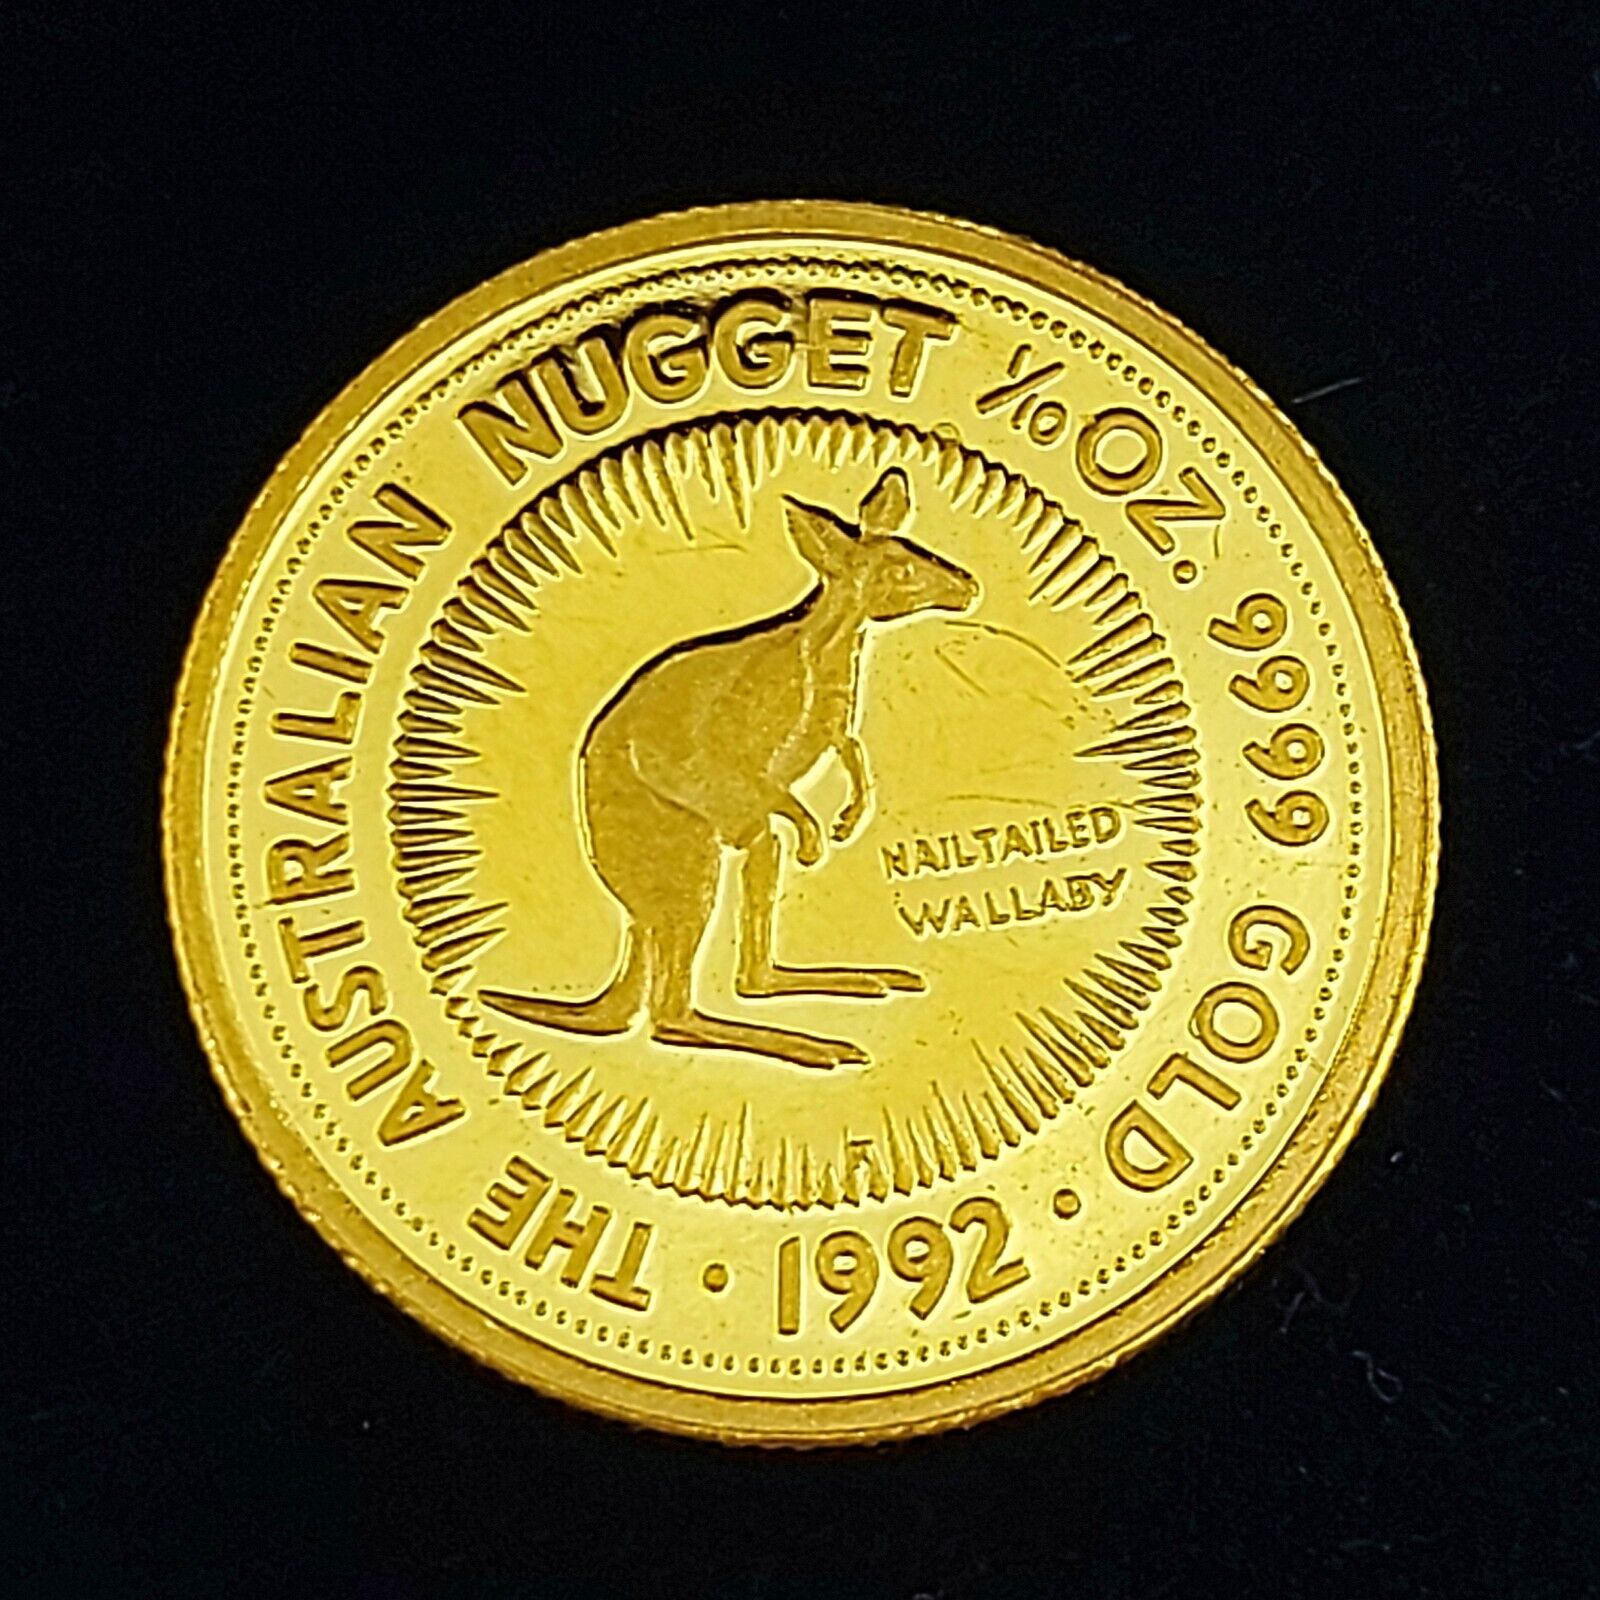 THE AUSTRALIAN NUGGET 1/10 OZ. 9999 GOLD · 1992 ·
NAILTAILED
WALLABY